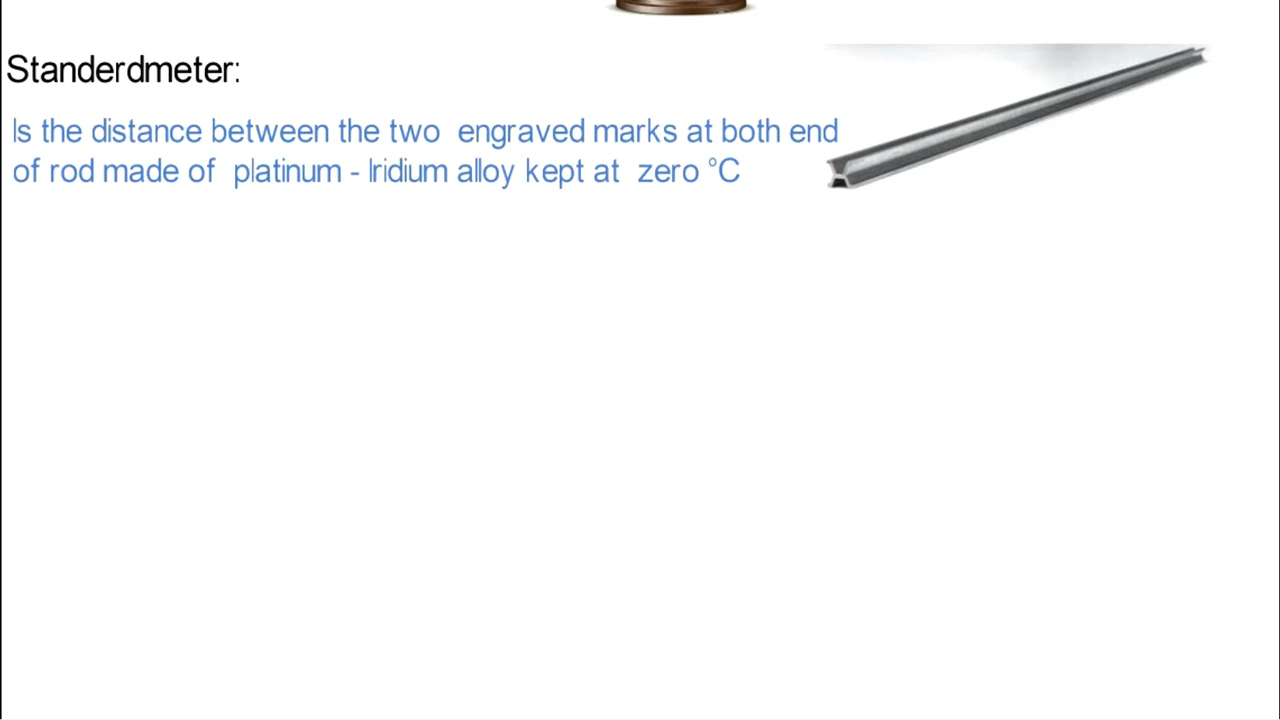 Standerdmeter:
Is the distance between the two engraved marks at both end
of rod made of platinum - Iridium alloy kept at zero °C